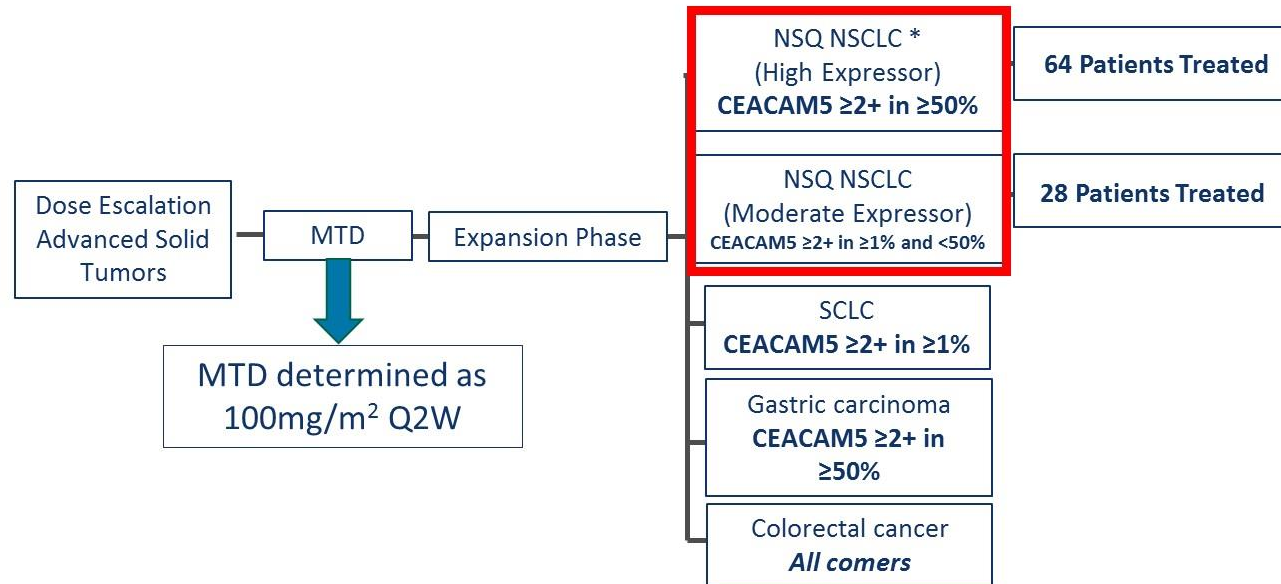 Dose Escalation
Advanced Solid
Tumors
MTD
MTD determined as
100mg/m² Q2W
Expansion Phase
NSQ NSCLC *
(High Expressor)
CEACAM5 ≥2+ in ≥50%
64 Patients Treated
NSQ NSCLC
(Moderate Expressor)
CEACAM5 ≥2+ in ≥1% and <50%
28 Patients Treated
SCLC
CEACAM5 ≥2+ in ≥1%
Gastric carcinoma
CEACAM5 ≥2+ in
≥50%
Colorectal cancer
All comers